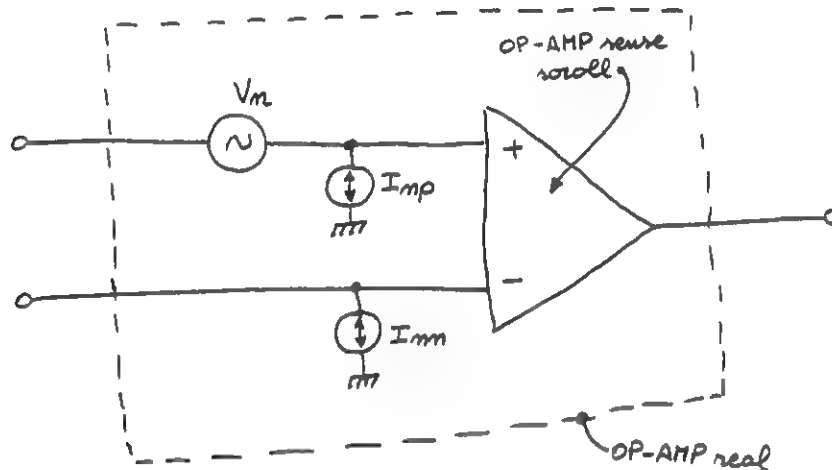 OP-AMP sense
soroll
Vn
+
Inp
-
Inn
OP-AMP real